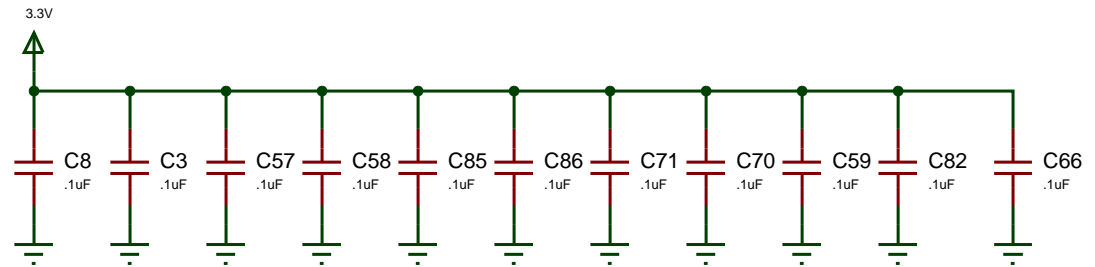 3.3V
C8 C3 C57 C58 C85 C86 C71 C70 C59 C82 C66
.1uF .1uF .1uF .1uF .1uF .1uF .1uF .1uF .1uF .1uF .1uF